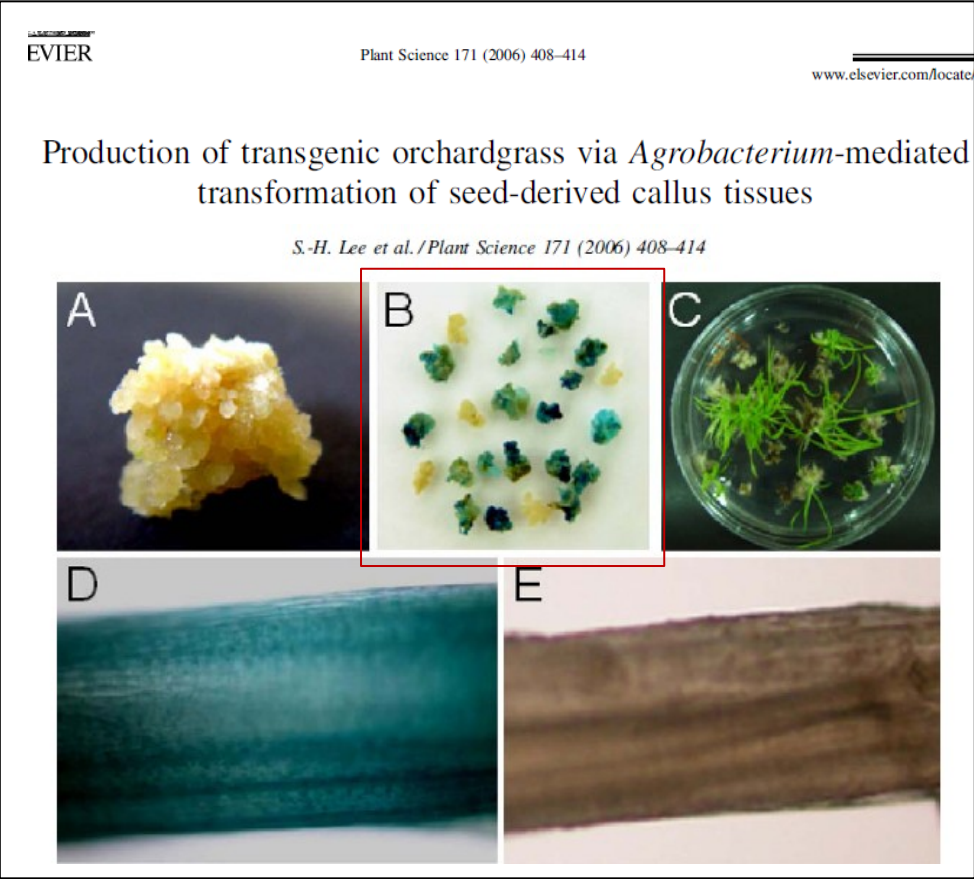 EVIER
Plant Science 171 (2006) 408–414
www.elsevier.com/locate/
Production of transgenic orchardgrass via Agrobacterium-mediated
transformation of seed-derived callus tissues
S.-H. Lee et al. / Plant Science 171 (2006) 408–414
A
B
C
D
E